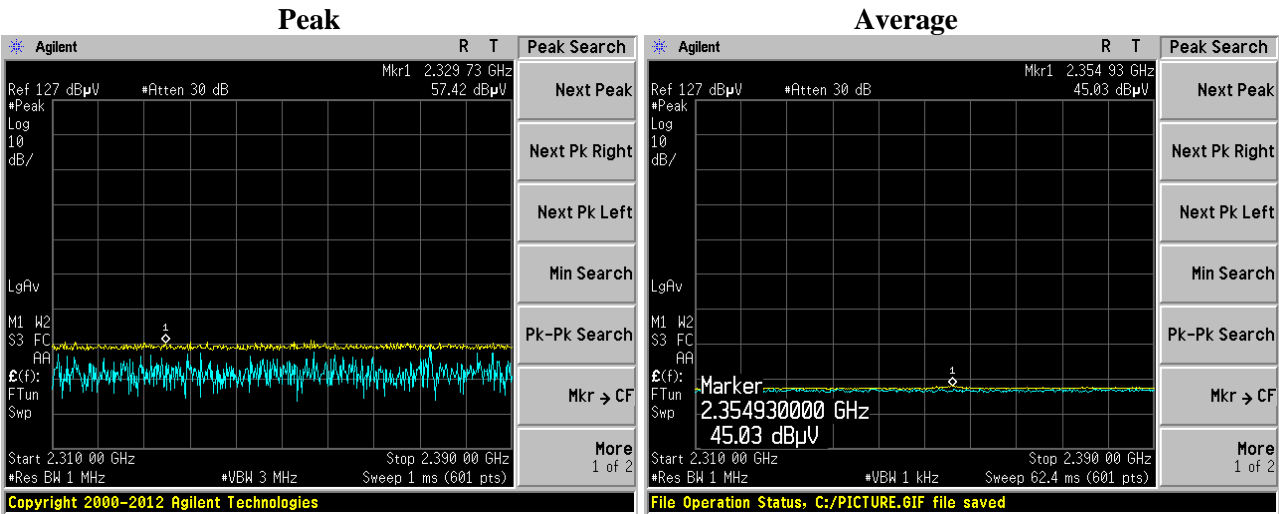 Peak
Agilent R T Peak Search
Mkr1 2.329 73 GHz
Ref 127 dBµV #Atten 30 dB 57.42 dBµV
#Peak
Log
10
dB/
LgAv
M1 W2
S3 FC
AA
£(f):
FTun
Swp
1
Start 2.310 00 GHz Stop 2.390 00 GHz
#Res BW 1 MHz #VBW 3 MHz Sweep 1 ms (601 pts)
Copyright 2000-2012 Agilent Technologies
Next Peak
Next Pk Right
Next Pk Left
Min Search
Pk-Pk Search
Mkr → CF
More
1 of 2
Average
Agilent R T Peak Search
Mkr1 2.354 93 GHz
Ref 127 dBµV #Atten 30 dB 45.03 dBµV
#Peak
Log
10
dB/
LgAv
M1 W2
S3 FC
AA
£(f):
FTun
Swp
1
Marker
2.354930000 GHz
45.03 dBµV
Start 2.310 00 GHz Stop 2.390 00 GHz
#Res BW 1 MHz #VBW 1 kHz Sweep 62.4 ms (601 pts)
File Operation Status, C:/PICTURE.GIF file saved
Next Peak
Next Pk Right
Next Pk Left
Min Search
Pk-Pk Search
Mkr → CF
More
1 of 2